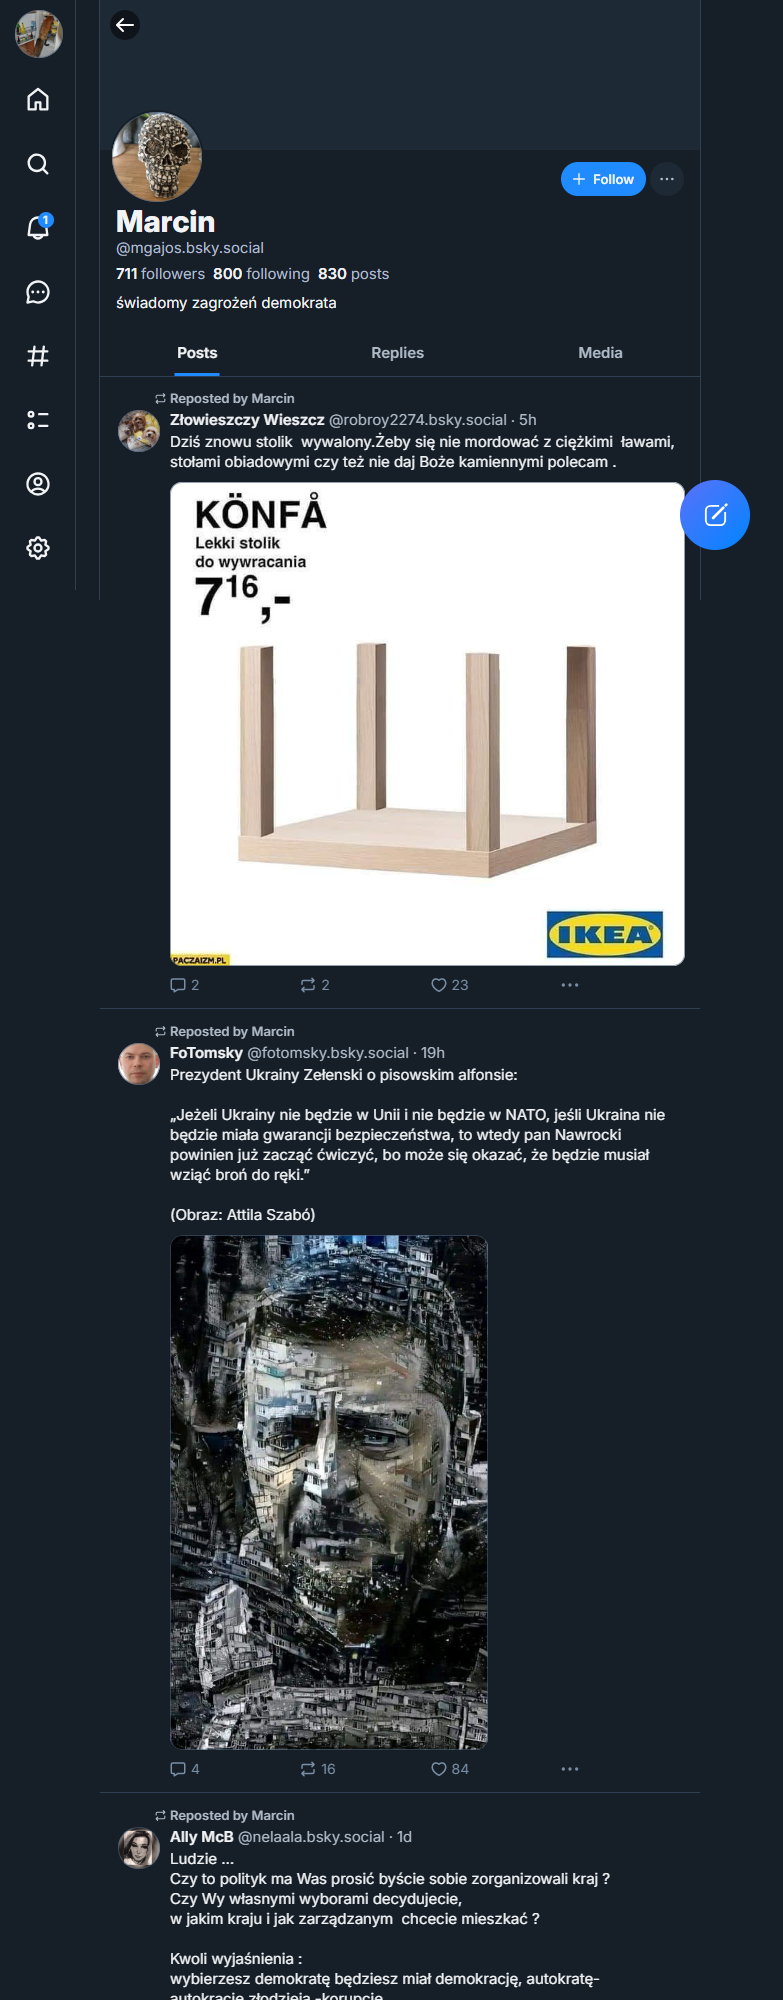 1
Follow
Marcin
@mgajos.bsky.social
711 followers 800 following 830 posts
świadomy zagrożeń demokrata
Posts Replies Media
Reposted by Marcin
Złowieszczy Wieszcz @robroy2274.bsky.social · 5h
Dziś znowu stolik wywalony.Żeby się nie mordować z ciężkimi ławami,
stołami obiadowymi czy też nie daj Boże kamiennymi polecam .
KÖNFÅ
Lekki stolik
do wywracania
716,-
IKEA
PACZAIZM.PL
2 2 23
Reposted by Marcin
FoTomsky @fotomsky.bsky.social · 19h
Prezydent Ukrainy Zełenski o pisowskim alfonsie:
„Jeżeli Ukrainy nie będzie w Unii i nie będzie w NATO, jeśli Ukraina nie
będzie miała gwarancji bezpieczeństwa, to wtedy pan Nawrocki
powinien już zacząć ćwiczyć, bo może się okazać, że będzie musiał
wziąć broń do ręki.”
(Obraz: Attila Szabó)
4 16 84
Reposted by Marcin
Ally McB @nelaala.bsky.social · 1d
Ludzie ...
Czy to polityk ma Was prosić byście sobie zorganizowali kraj ?
Czy Wy własnymi wyborami decydujecie,
w jakim kraju i jak zarządzanym chcecie mieszkać ?
Kwoli wyjaśnienia :
wybierzesz demokratę będziesz miał demokrację, autokratę-
autokrację złodzieja -korupcję